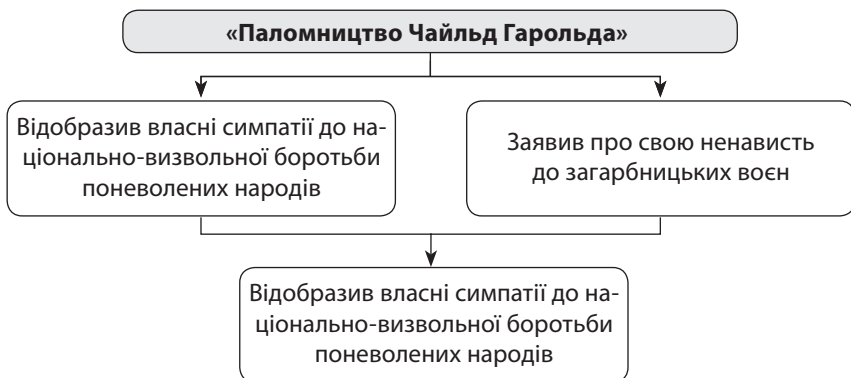 «Паломництво Чайльд Гарольда»
Відобразив власні симпатії до на-
ціонально-визвольної боротьби
поневолених народів
Заявив про свою ненависть
до загарбницьких воєн
Відобразив власні симпатії до на-
ціонально-визвольної боротьби
поневолених народів